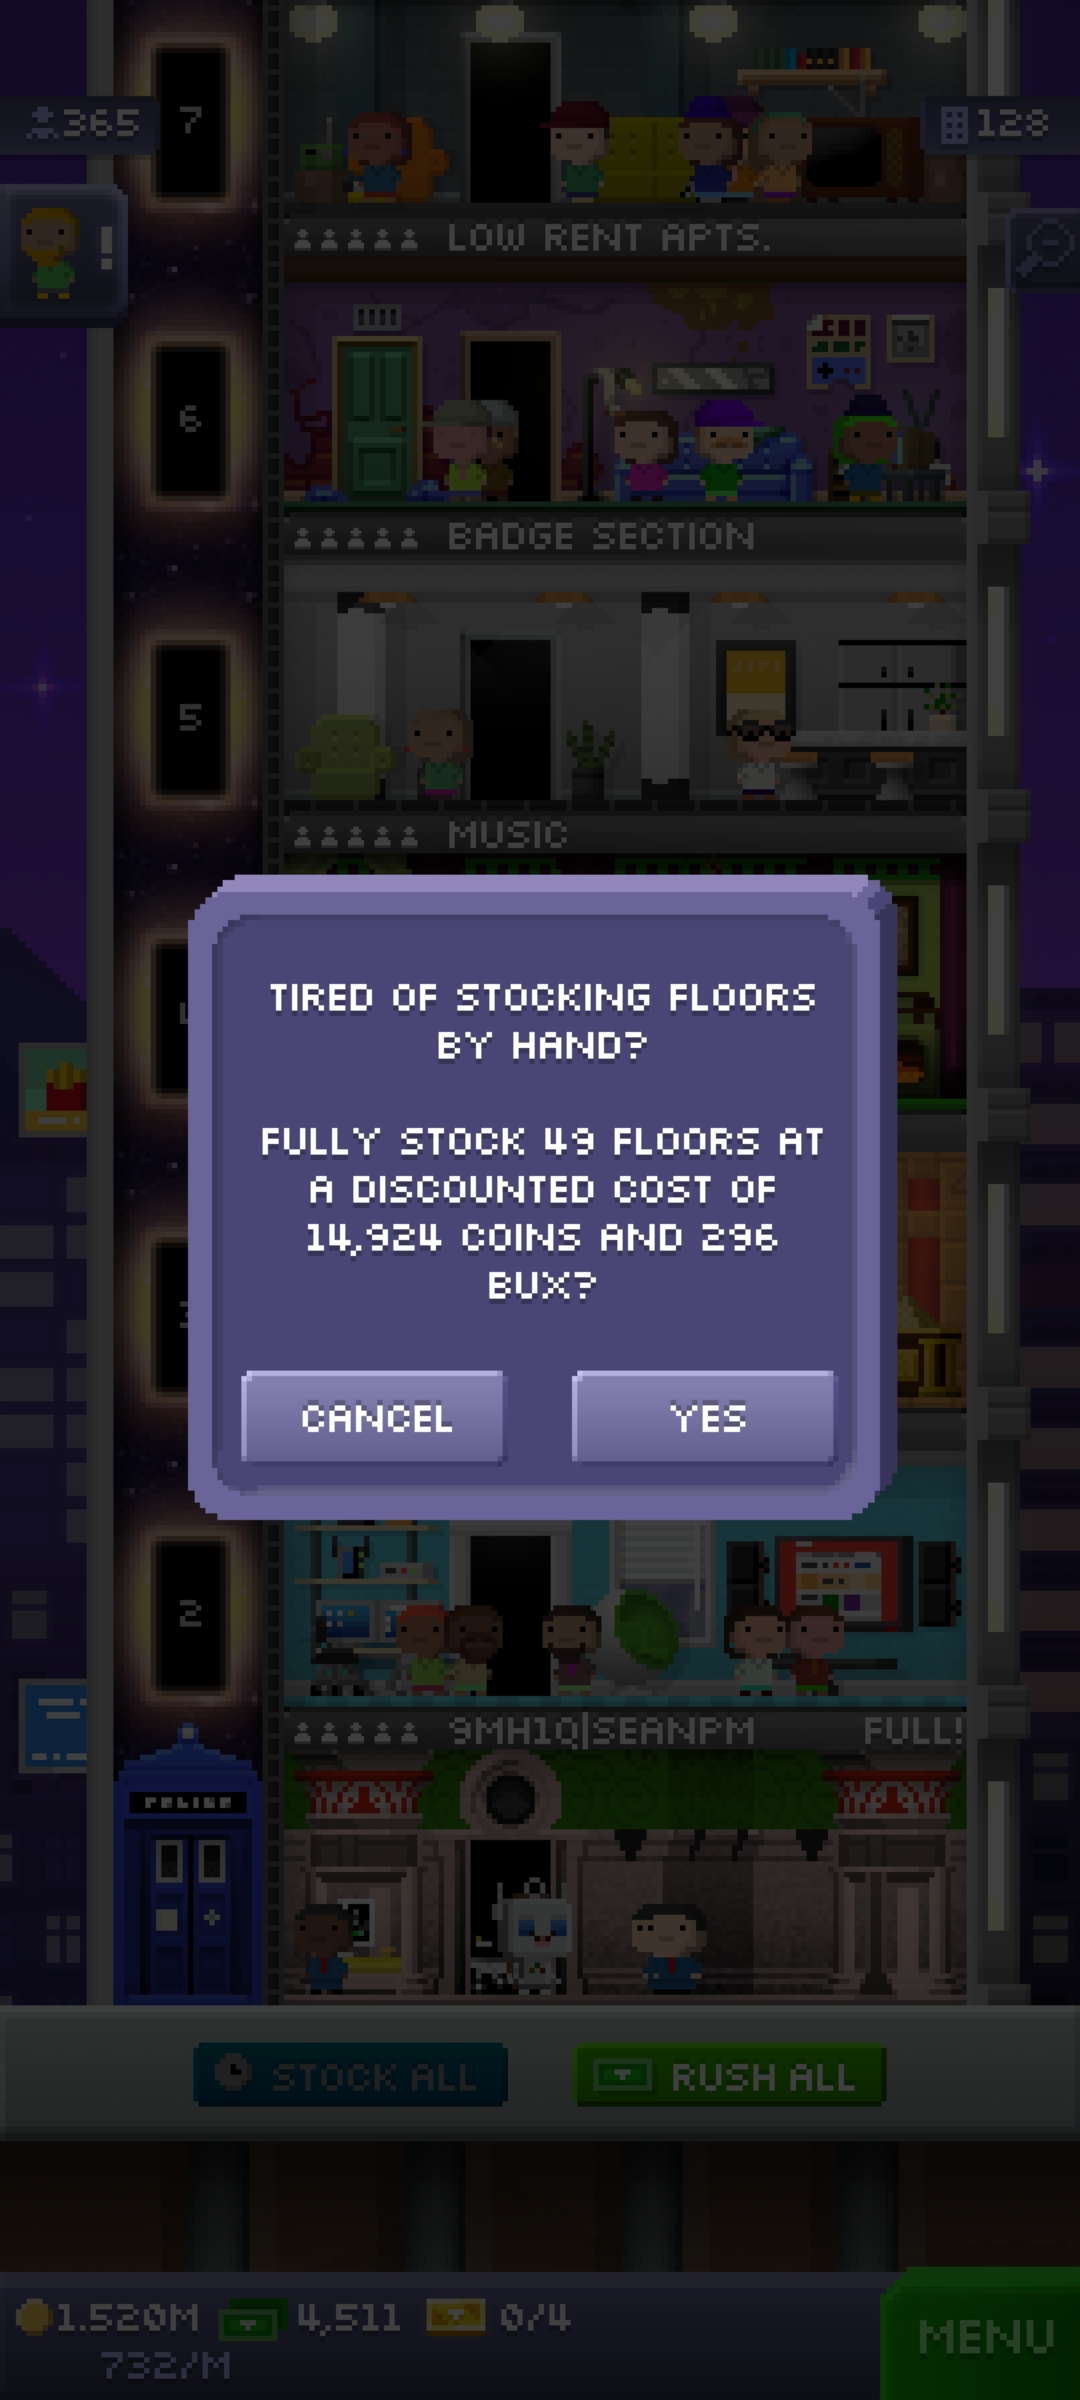 7
365
128
!
LOW RENT APTS.
6
BADGE SECTION
5
MUSIC
TIRED OF STOCKING FLOORS
BY HAND?
FULLY STOCK 49 FLOORS AT
A DISCOUNTED COST OF
14,924 COINS AND 296
BUX?
CANCEL
YES
2
9MH1Q|SEANPM
FULL!
POLICE
STOCK ALL
RUSH ALL
1.520M
4,511
0/4
732/M
MENU